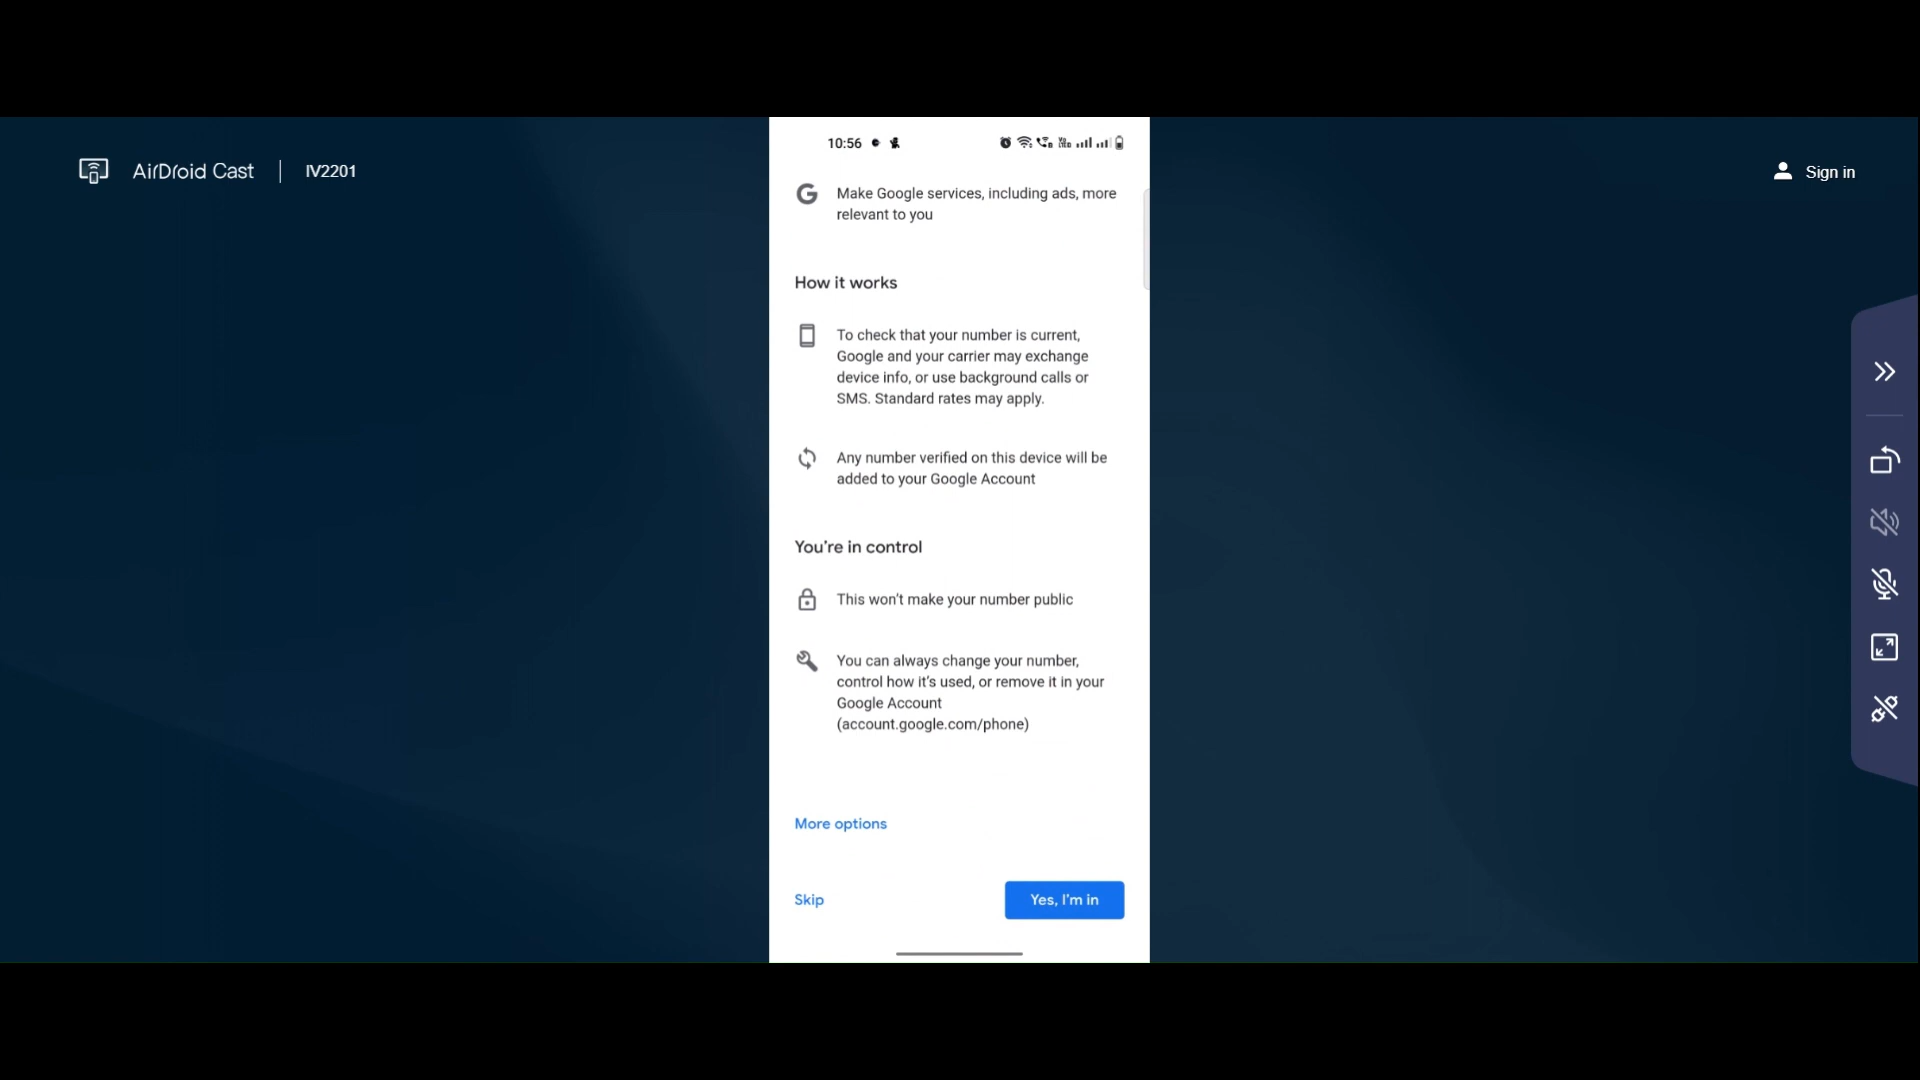 AirDroid Cast
IV2201
Sign in
10:56
Make Google services, including ads, more
relevant to you
How it works
To check that your number is current,
Google and your carrier may exchange
device info, or use background calls or
SMS. Standard rates may apply.
Any number verified on this device will be
added to your Google Account
You’re in control
This won’t make your number public
You can always change your number,
control how it’s used, or remove it in your
Google Account
(account.google.com/phone)
More options
Skip
Yes, I’m in